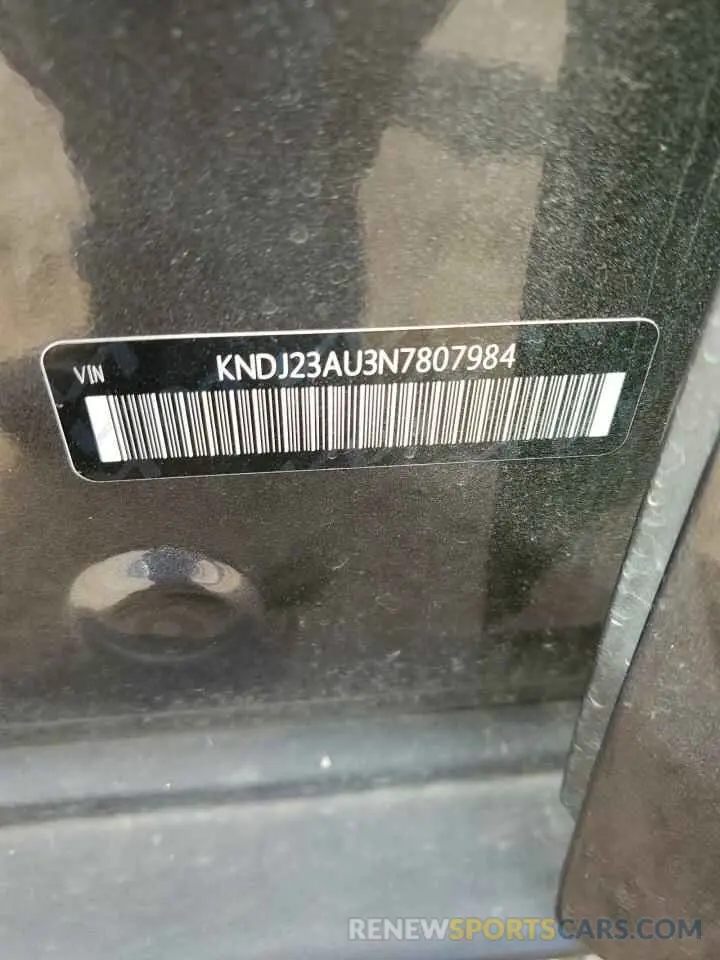 VIN
KNDJ23AU3N7807984
RENEWSPORTSCARS.COM